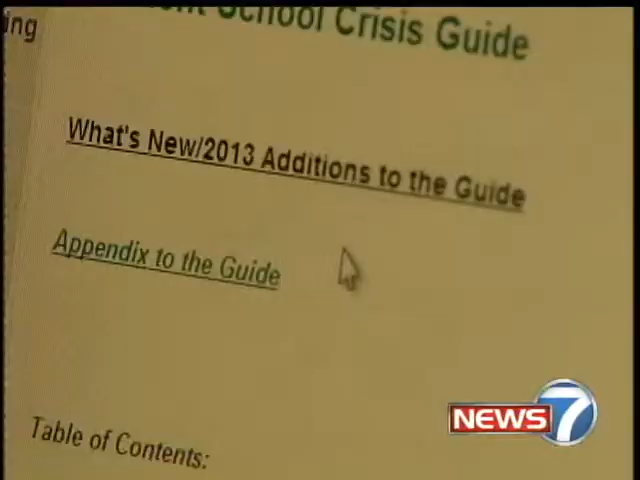 ing
School Crisis Guide
What's New/2013 Additions to the Guide
Appendix to the Guide
Table of Contents:
NEWS 7